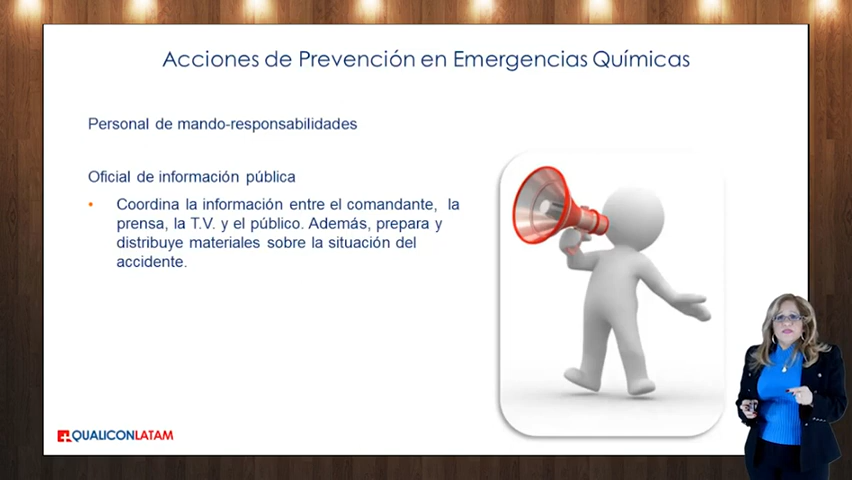 Acciones de Prevención en Emergencias Químicas
Personal de mando-responsabilidades
Oficial de información pública
• Coordina la información entre el comandante, la
prensa, la T.V. y el público. Además, prepara y
distribuye materiales sobre la situación del
accidente.
QUALICONLATAM